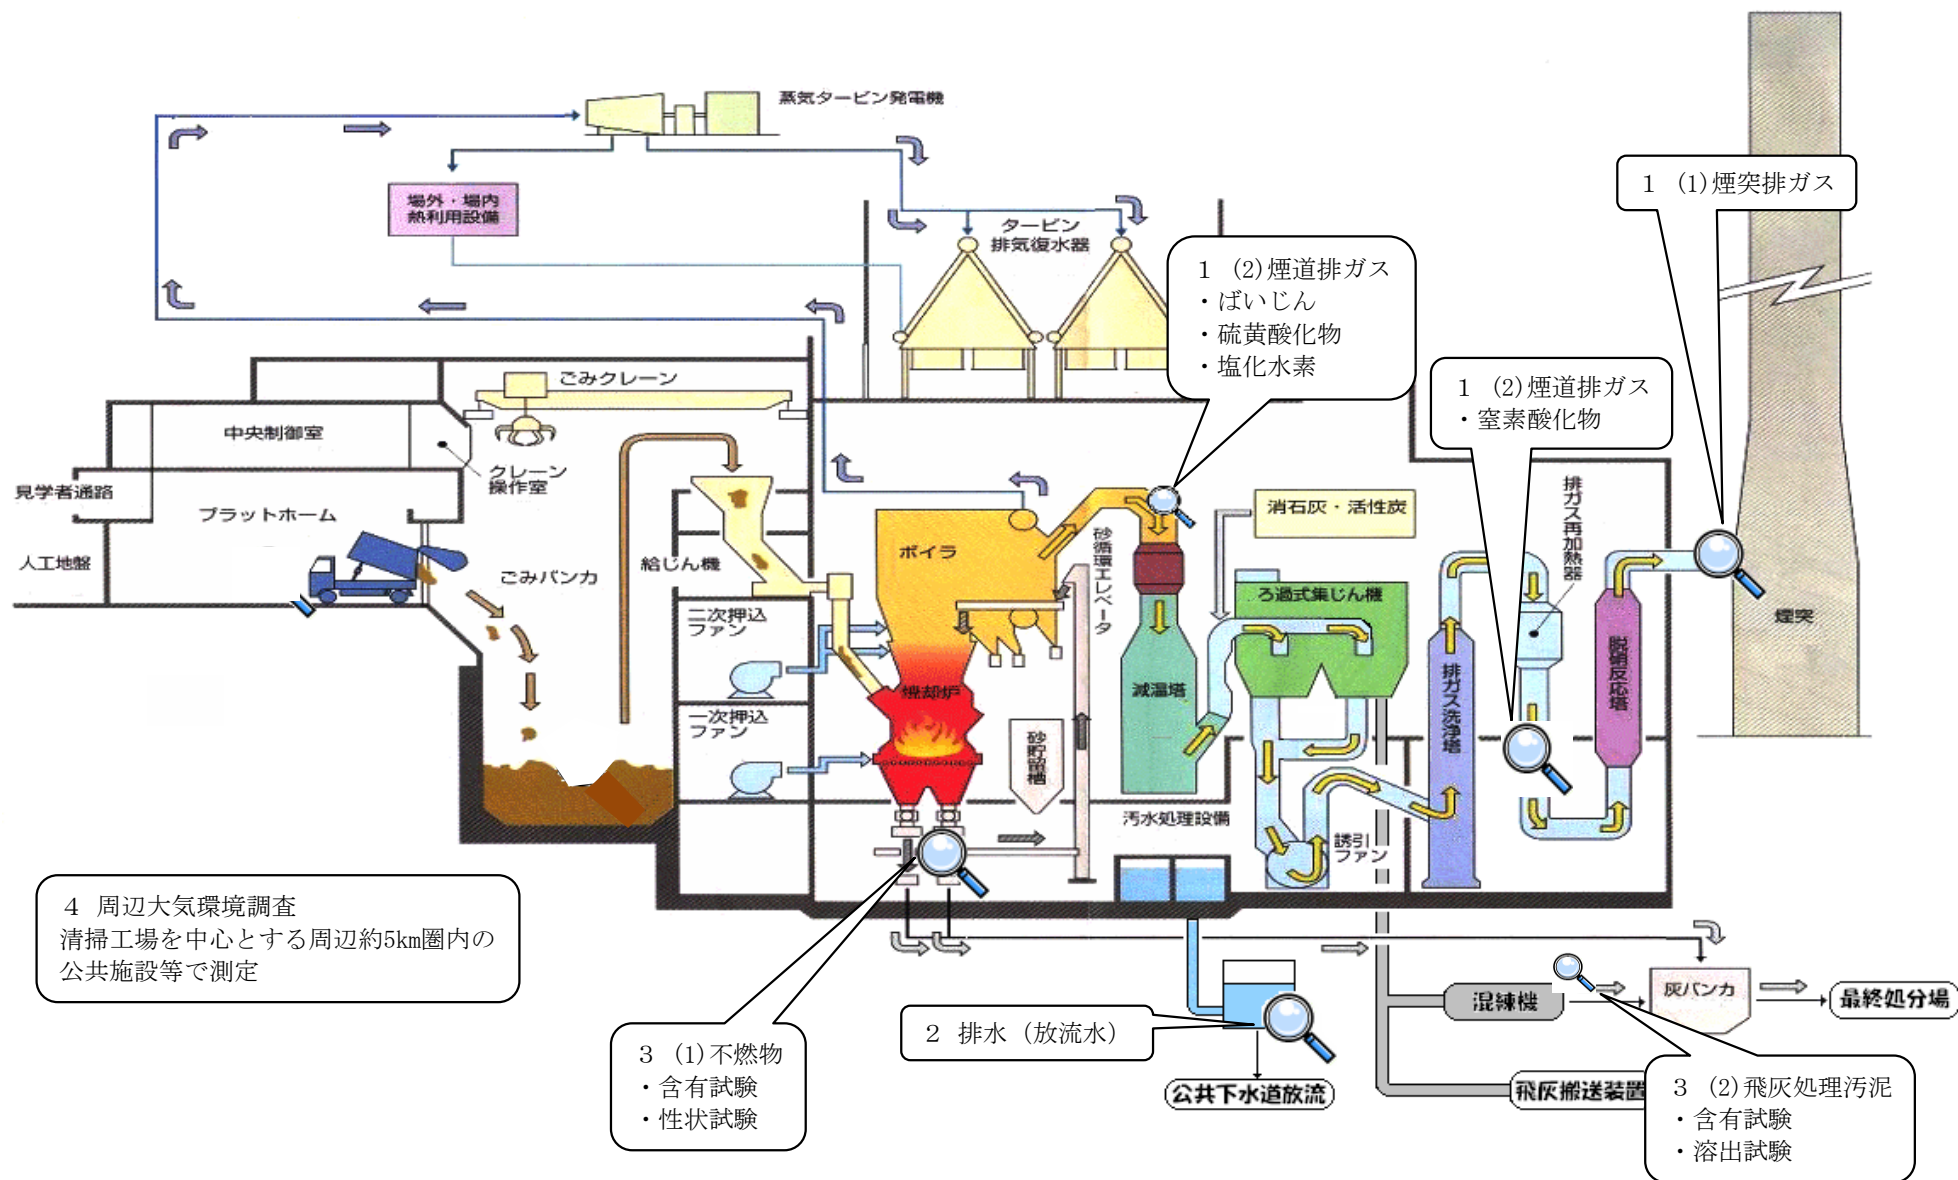 蒸気タービン発電機
場外・場内
熱利用設備
タービン
排気復水器
1 (1)煙突排ガス
1 (2)煙道排ガス
・ばいじん
・硫黄酸化物
・塩化水素
1 (2)煙道排ガス
・窒素酸化物
ごみクレーン
中央制御室
クレーン
操作室
見学者通路
プラットホーム
人工地盤
ごみバンカ
給じん機
二次押込
ファン
一次押込
ファン
ボイラ
焼却炉
砂貯留槽
砂循環エレベータ
減温塔
消石灰・活性炭
ろ過式集じん機
排ガス洗浄塔
排ガス再加熱器
脱硝反応塔
煙突
汚水処理設備
誘引
ファン
4 周辺大気環境調査
清掃工場を中心とする周辺約5km圏内の
公共施設等で測定
3 (1)不燃物
・含有試験
・性状試験
2 排水（放流水）
公共下水道放流
混練機
灰バンカ
最終処分場
飛灰搬送装置
3 (2)飛灰処理汚泥
・含有試験
・溶出試験